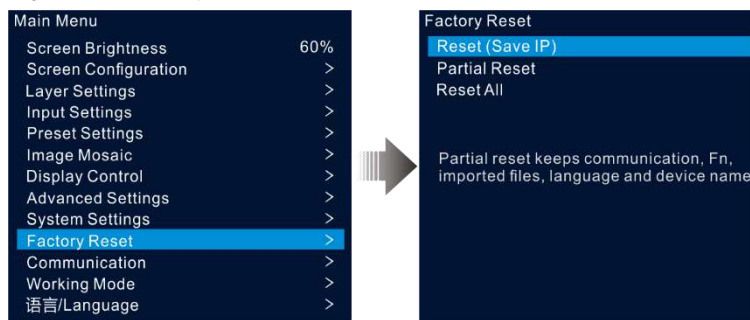 Main Menu
Screen Brightness 60%
Screen Configuration >
Layer Settings >
Input Settings >
Preset Settings >
Image Mosaic >
Display Control >
Advanced Settings >
System Settings >
Factory Reset >
Communication >
Working Mode >
语言/Language >
Factory Reset
Reset (Save IP)
Partial Reset
Reset All
Partial reset keeps communication, Fn,
imported files, language and device name